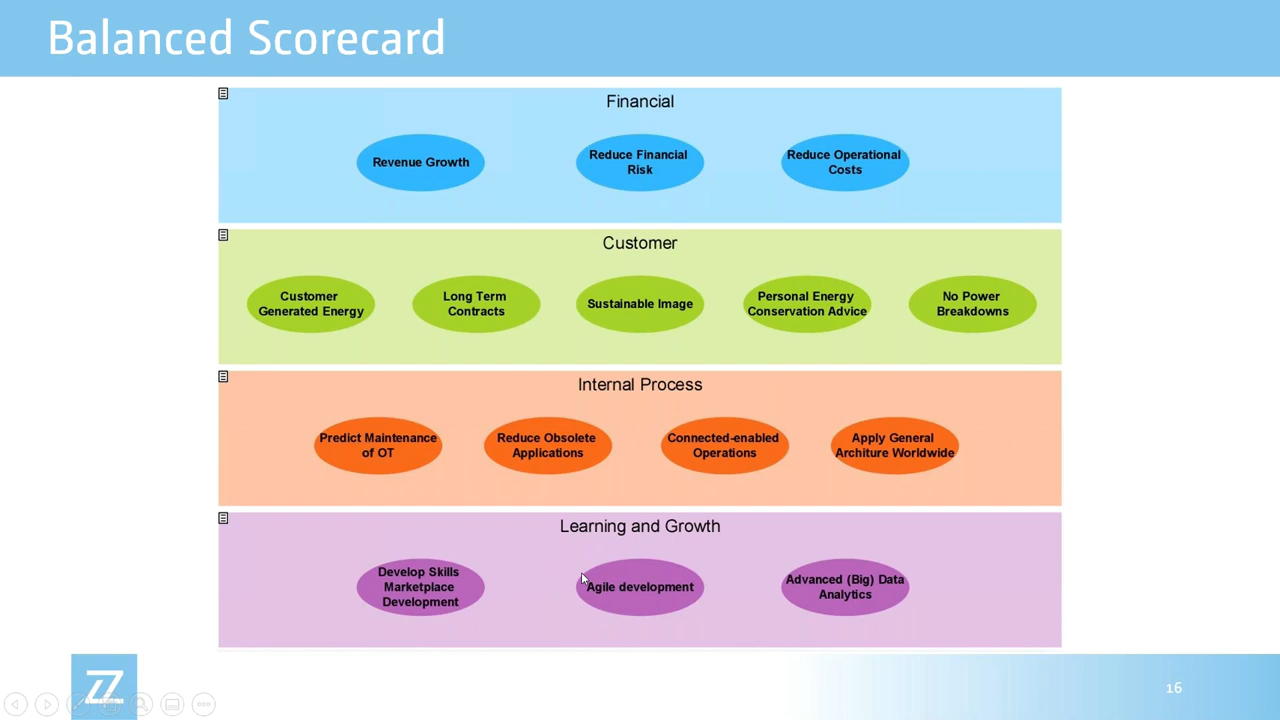 Balanced Scorecard
Financial
Revenue Growth
Reduce Financial
Risk
Reduce Operational
Costs
Customer
Customer
Generated Energy
Long Term
Contracts
Sustainable Image
Personal Energy
Conservation Advice
No Power
Breakdowns
Internal Process
Predict Maintenance
of OT
Reduce Obsolete
Applications
Connected-enabled
Operations
Apply General
Architure Worldwide
Learning and Growth
Develop Skills
Marketplace
Development
Agile development
Advanced (Big) Data
Analytics
16